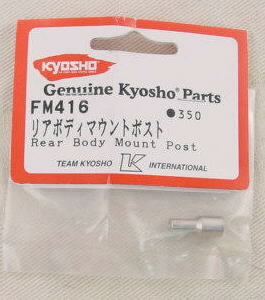 KYOSHO
Genuine Kyosho® Parts
FM416 ●350
リアボディマウントポスト
Rear Body Mount Post
TEAM KYOSHO K INTERNATIONAL